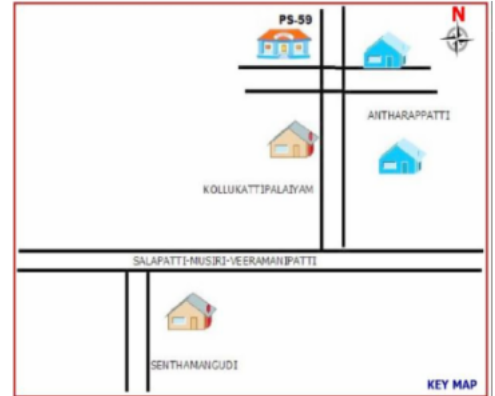 PS-59
N
ANTHARAPPATTI
KOLLUKATTIPALAIYAM
SALAPATTI-MUSIRI-VEERAMANIPATTI
SENTHAMANGUDI
KEY MAP